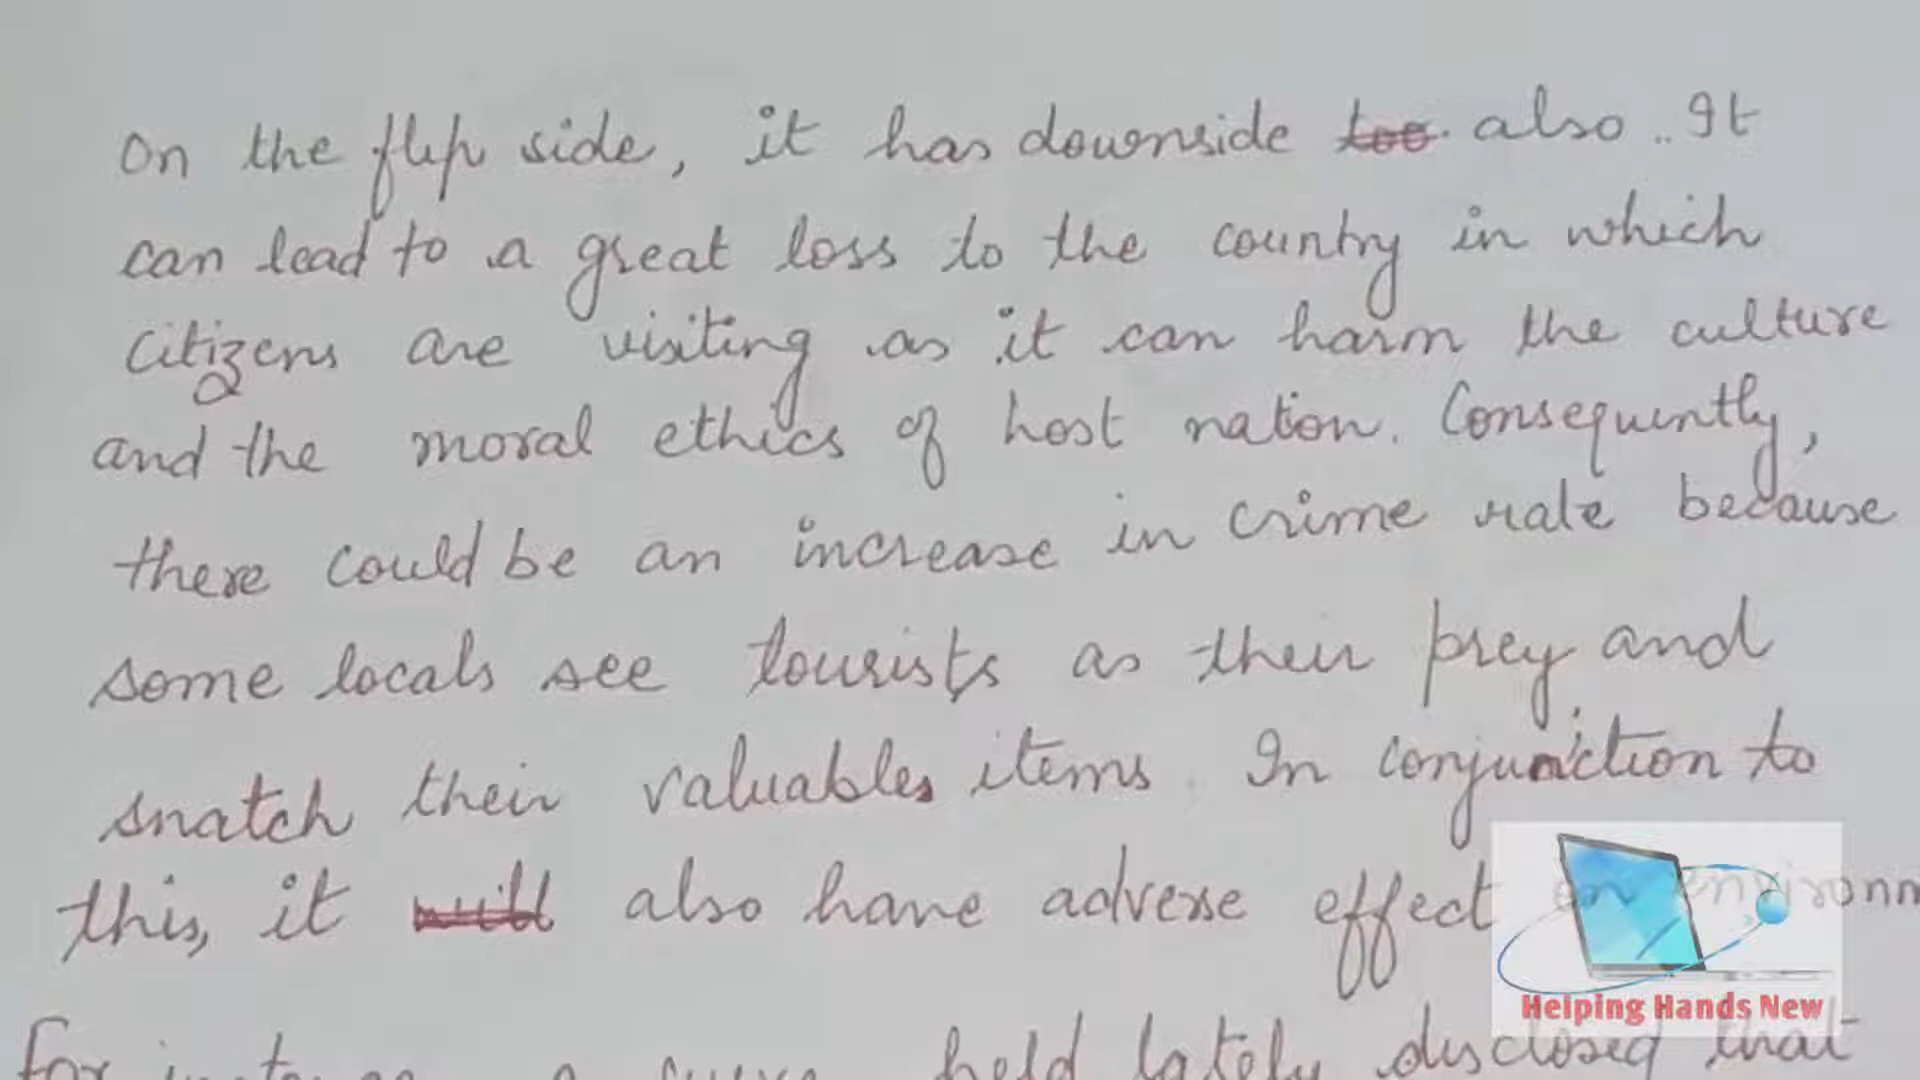 On the flip side, it has downside too also.. It
can lead to a great loss to the country in which
citizens are visiting as it can harm the culture
and the moral ethics of host nation. Consequently,
there could be an increase in crime rate because
some locals see tourists as their prey and
snatch their valuables items. In conjunction to
this, it will also have adverse effect on environm
For instance a held lately disclosed that
Helping Hands New